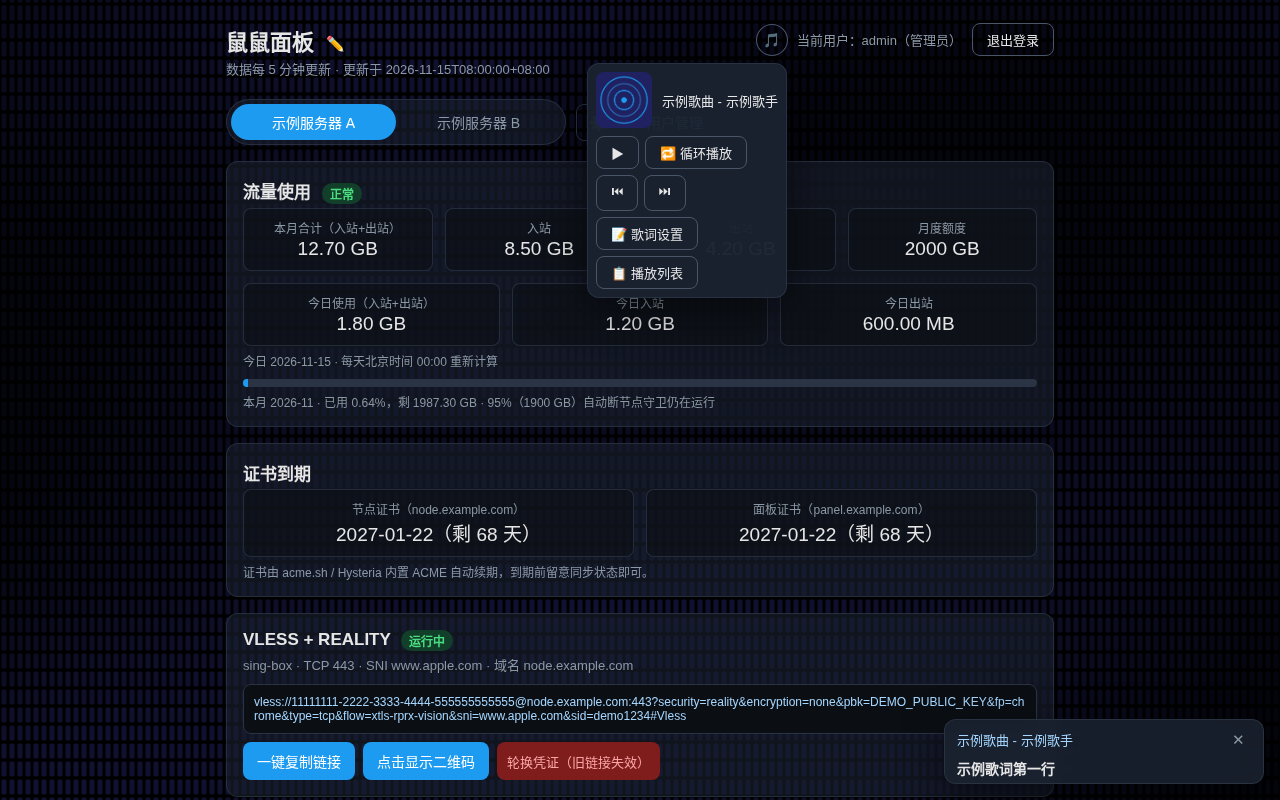 鼠鼠面板 ✏️
🎵 当前用户：admin（管理员） 退出登录
数据每 5 分钟更新 · 更新于 2026-11-15T08:00:00+08:00
示例歌曲 - 示例歌手
示例服务器 A 示例服务器 B
▶ 🔁 循环播放
⏮ ⏭
📝 歌词设置
📋 播放列表
流量使用 正常
本月合计（入站+出站） 入站 月度额度
12.70 GB 8.50 GB 4.20 GB 2000 GB
今日使用（入站+出站） 今日入站 今日出站
1.80 GB 1.20 GB 600.00 MB
今日 2026-11-15 · 每天北京时间 00:00 重新计算
本月 2026-11 · 已用 0.64%，剩 1987.30 GB · 95%（1900 GB）自动断节点守卫仍在运行
证书到期
节点证书（node.example.com） 面板证书（panel.example.com）
2027-01-22（剩 68 天） 2027-01-22（剩 68 天）
证书由 acme.sh / Hysteria 内置 ACME 自动续期，到期前留意同步状态即可。
VLESS + REALITY 运行中
sing-box · TCP 443 · SNI www.apple.com · 域名 node.example.com
vless://11111111-2222-3333-4444-555555555555@node.example.com:443?security=reality&encryption=none&pbk=DEMO_PUBLIC_KEY&fp=ch
rome&type=tcp&flow=xtls-rprx-vision&sni=www.apple.com&sid=demo1234#Vless
一键复制链接 点击显示二维码 轮换凭证（旧链接失效）
示例歌曲 - 示例歌手 ✕
示例歌词第一行